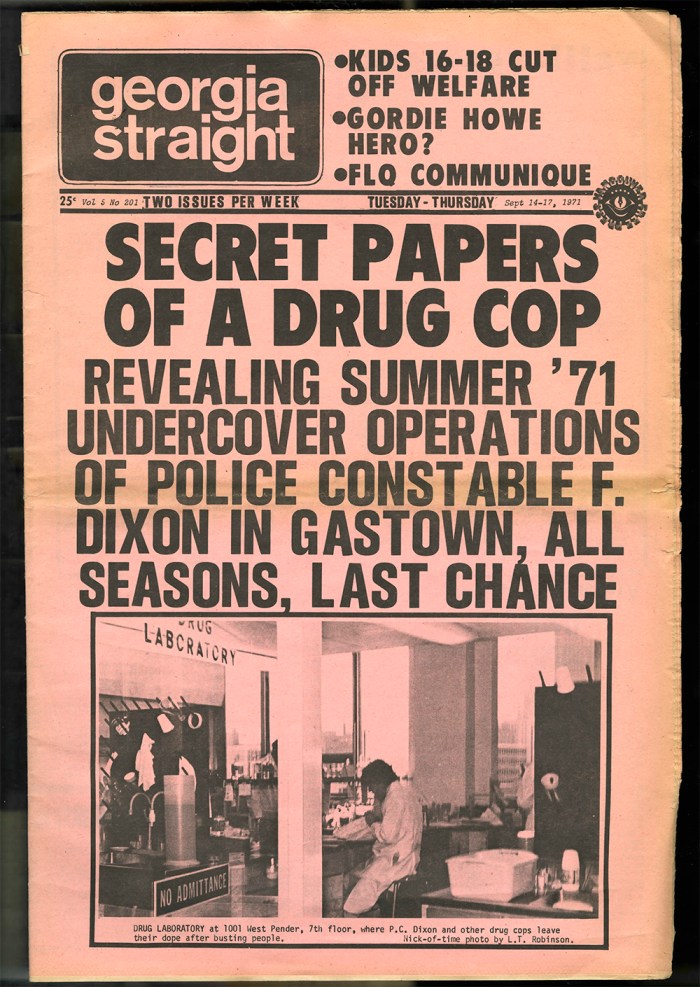 georgia
straight
•KIDS 16-18 CUT
OFF WELFARE
•GORDIE HOWE
HERO?
•FLQ COMMUNIQUE
25¢ Vol 5 No 201 TWO ISSUES PER WEEK TUESDAY-THURSDAY Sept 14-17, 1971
SECRET PAPERS
OF A DRUG COP
REVEALING SUMMER '71
UNDERCOVER OPERATIONS
OF POLICE CONSTABLE F.
DIXON IN GASTOWN, ALL
SEASONS, LAST CHANCE
DRUG
LABORATORY
NO ADMITTANCE
DRUG LABORATORY at 1001 West Pender, 7th floor, where P.C. Dixon and other drug cops leave
their dope after busting people. Nick-of-time photo by L.T. Robinson.